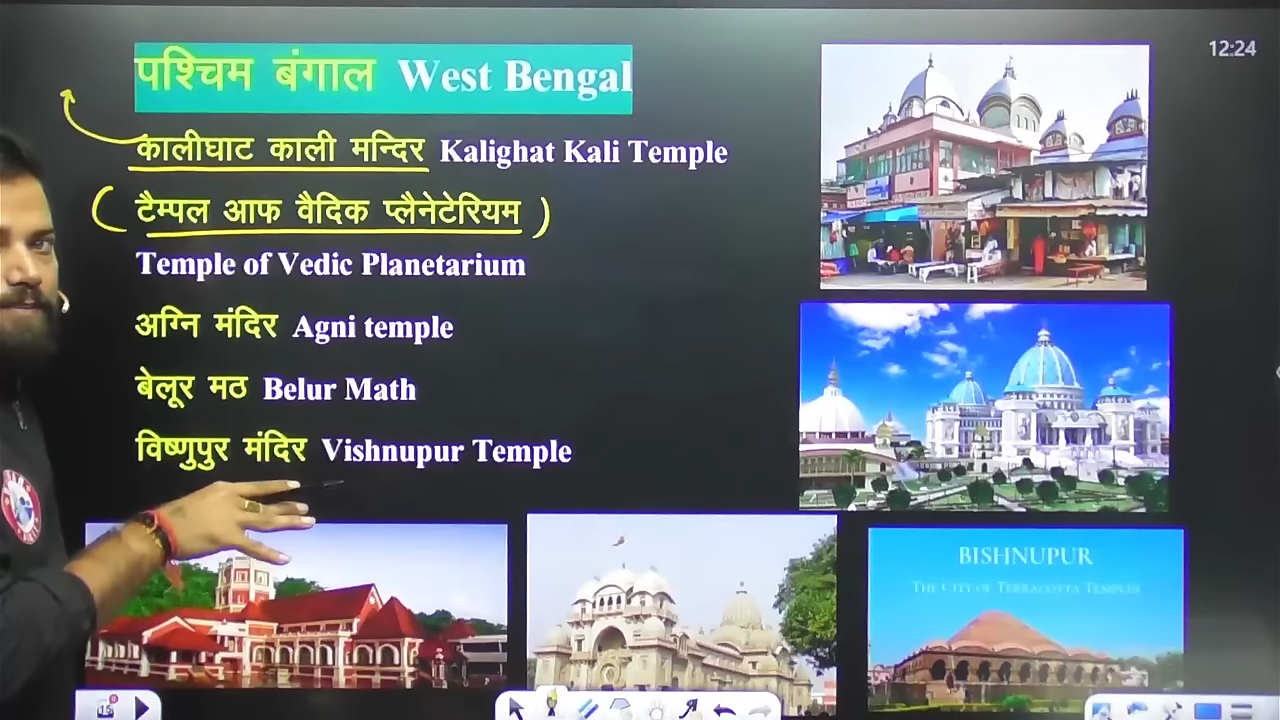 12:24
पश्चिम बंगाल West Bengal
कालीघाट काली मन्दिर Kalighat Kali Temple
( टैम्पल आफ वैदिक प्लैनेटेरियम )
Temple of Vedic Planetarium
अग्नि मंदिर Agni temple
बेलूर मठ Belur Math
विष्णुपुर मंदिर Vishnupur Temple
BISHNUPUR
THE CITY OF TERRACOTTA TEMPLES
15